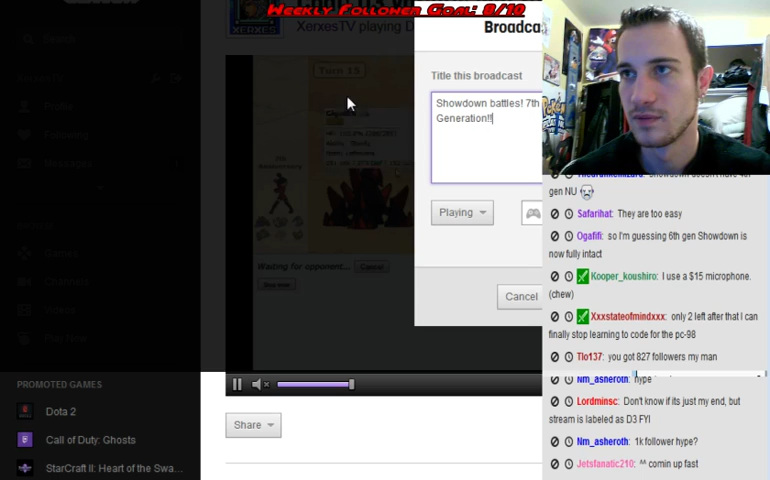 Weekly Follower Goal: 8/10
XERXES
XerxesTV playing D
Broadcas
Title this broadcast
Showdown battles! 7th
Generation!!
Playing
Cancel
Turn 15
Waiting for opponent...
Cancel
gen NU
Safarihat: They are too easy
Ogafifi: so I'm guessing 6th gen Showdown is
now fully intact
Kooper_koushiro: I use a $15 microphone.
(chew)
Xxxstateofmindxxx: only 2 left after that I can
finally stop learning to code for the pc-98
Tlo137: you got 827 followers my man
Nm_asheroth: hype
Lordminsc: Don't know if its just my end, but
stream is labeled as D3 FYI
Nm_asheroth: 1k follower hype?
Jetsfanatic210: ^^ comin up fast
Share
PROMOTED GAMES
Dota 2
Call of Duty: Ghosts
StarCraft II: Heart of the Swa...